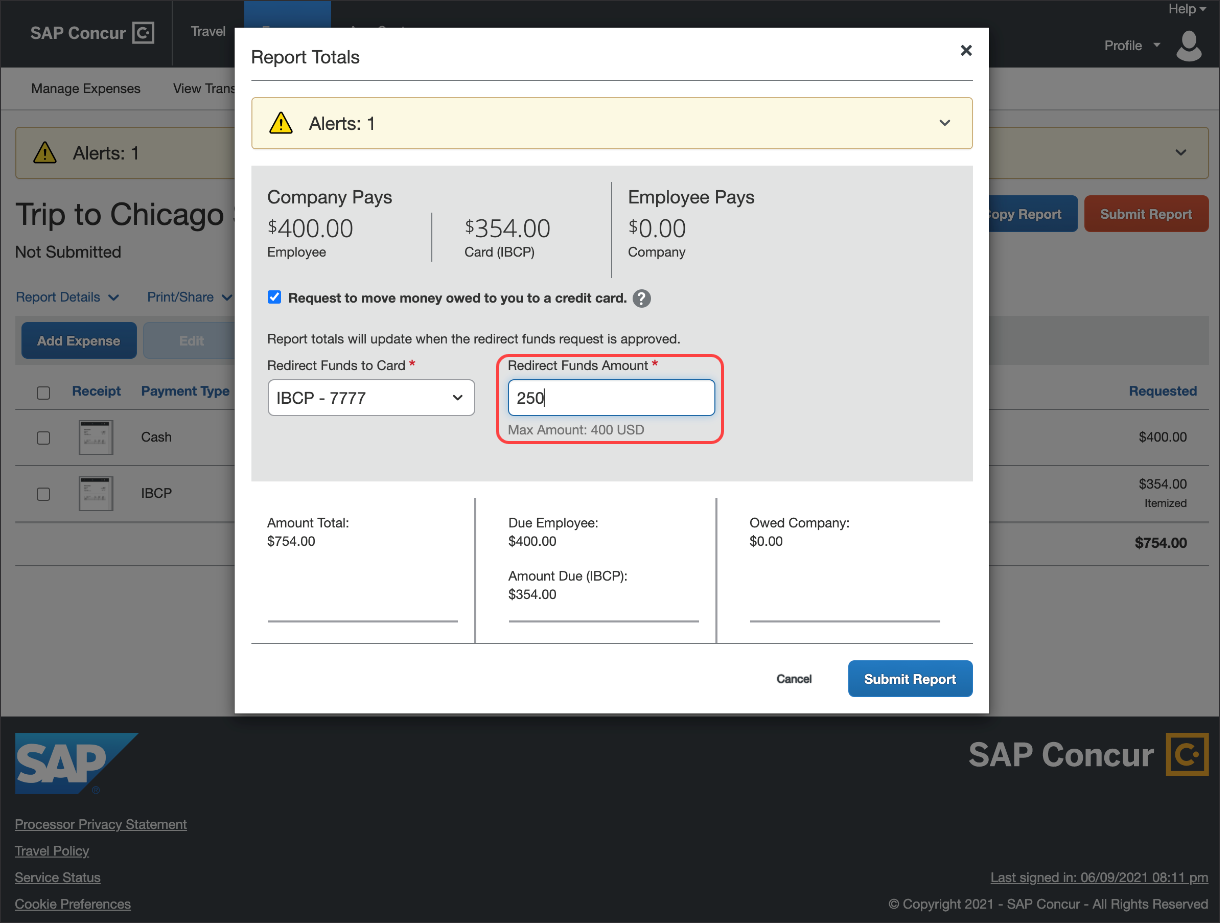 Help
SAP Concur
Travel
Profile
Manage Expenses
View Trans
Alerts: 1
Trip to Chicago
Copy Report
Submit Report
Not Submitted
Report Details
Print/Share
Add Expense
Edit
Receipt
Payment Type
Requested
Cash
$400.00
IBCP
$354.00
Itemized
$754.00
Report Totals
Alerts: 1
Company Pays
Employee Pays
$400.00
$354.00
$0.00
Employee
Card (IBCP)
Company
Request to move money owed to you to a credit card. ?
Report totals will update when the redirect funds request is approved.
Redirect Funds to Card *
Redirect Funds Amount *
IBCP - 7777
250
Max Amount: 400 USD
Amount Total:
$754.00
Due Employee:
$400.00
Amount Due (IBCP):
$354.00
Owed Company:
$0.00
Cancel
Submit Report
SAP
SAP Concur
Processor Privacy Statement
Travel Policy
Service Status
Cookie Preferences
Last signed in: 06/09/2021 08:11 pm
© Copyright 2021 - SAP Concur - All Rights Reserved